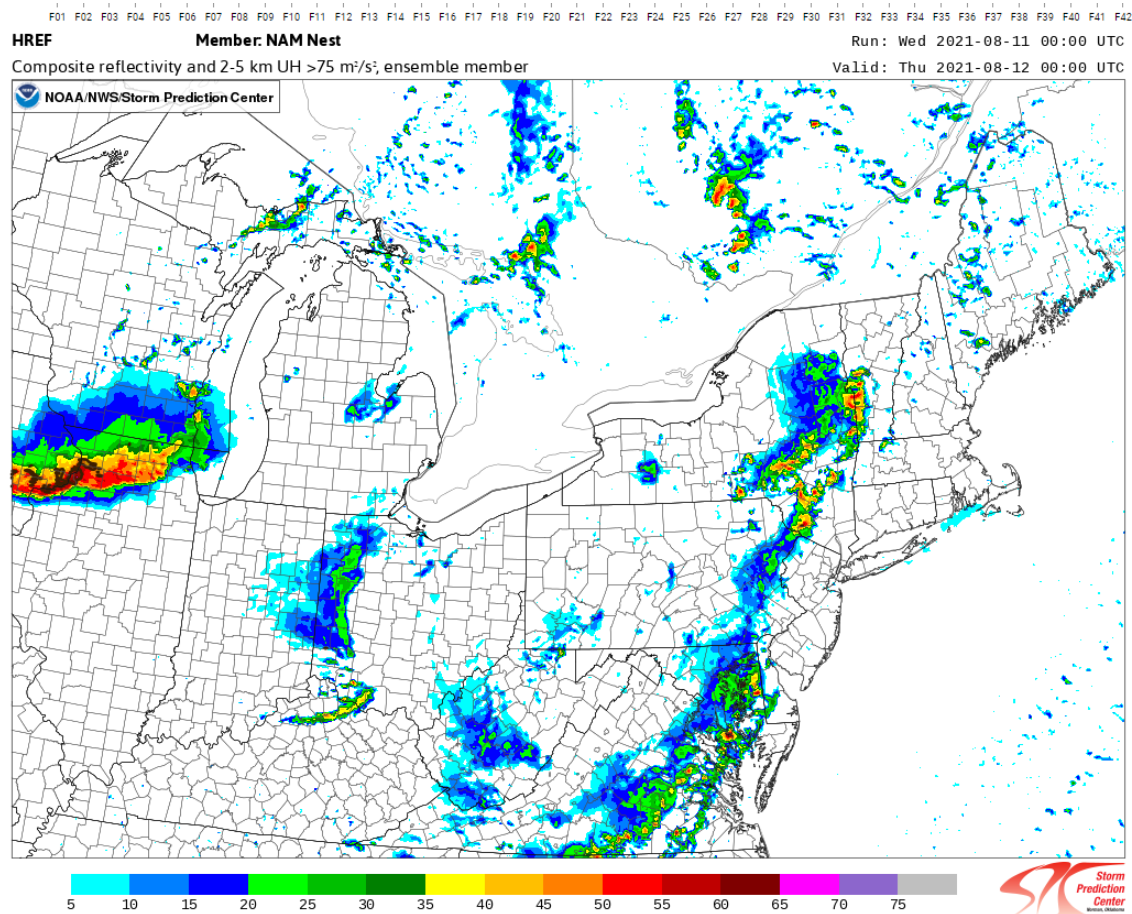 F01 F02 F03 F04 F05 F06 F07 F08 F09 F10 F11 F12 F13 F14 F15 F16 F17 F18 F19 F20 F21 F22 F23 F24 F25 F26 F27 F28 F29 F30 F31 F32 F33 F34 F35 F36 F37 F38 F39 F40 F41 F42
HREF Member: NAM Nest Run: Wed 2021-08-11 00:00 UTC
Composite reflectivity and 2-5 km UH >75 m²/s², ensemble member Valid: Thu 2021-08-12 00:00 UTC
NOAA/NWS/Storm Prediction Center
5 10 15 20 25 30 35 40 45 50 55 60 65 70 75
Storm
Prediction
Center
Norman, Oklahoma